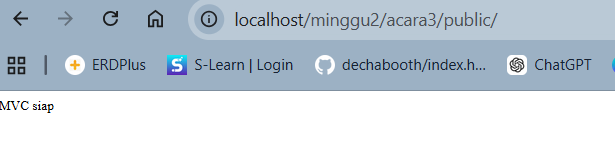 localhost/minggu2/acara3/public/
ERDPlus
S-Learn | Login
dechabooth/index.h...
ChatGPT
MVC siap